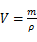 V = m/ρ